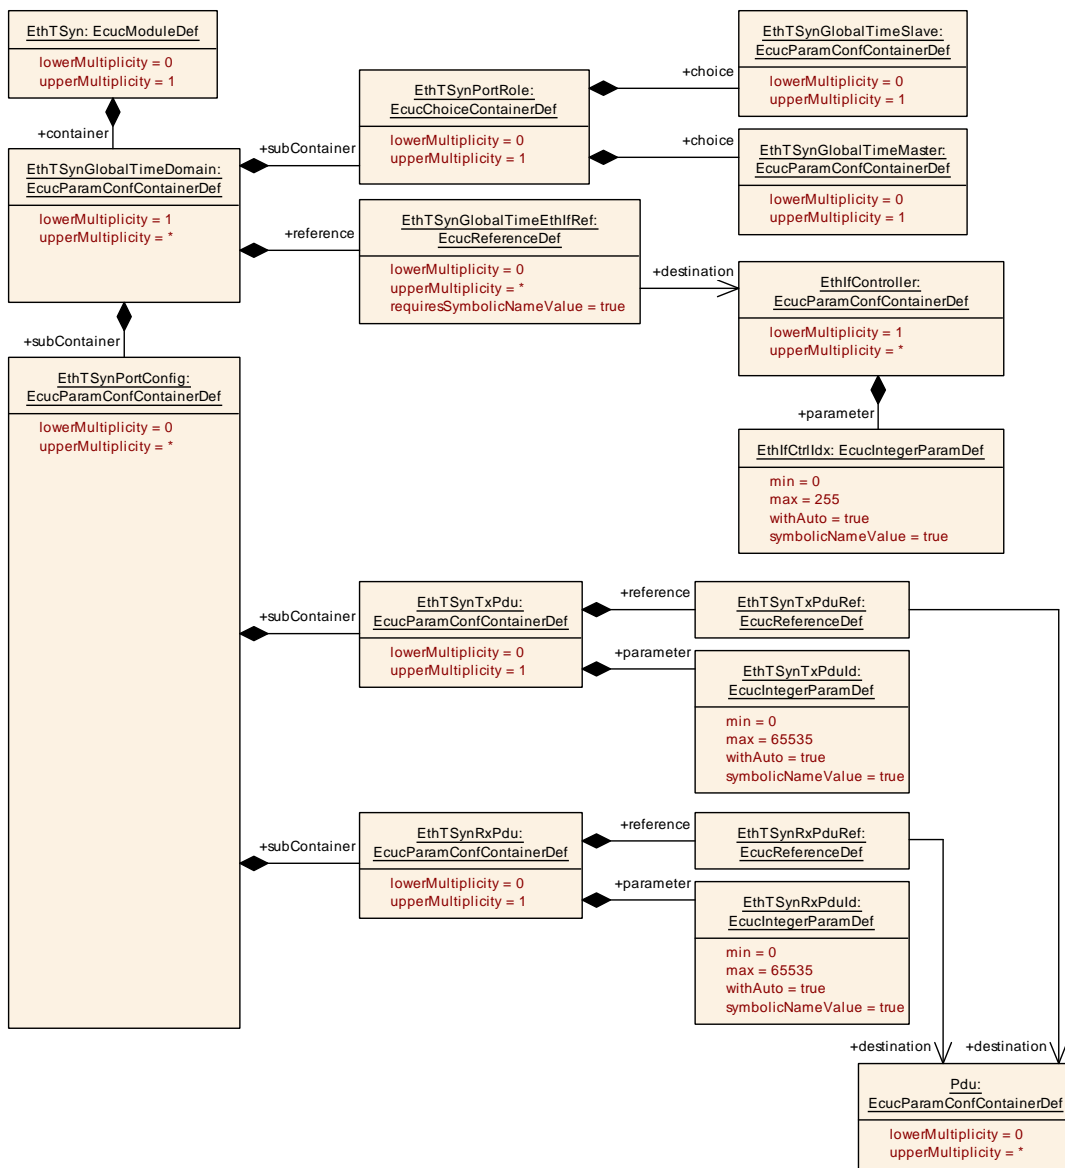 EthTSyn: EcucModuleDef
lowerMultiplicity = 0
upperMultiplicity = 1
+container
EthTSynGlobalTimeDomain:
EcucParamConfContainerDef
lowerMultiplicity = 1
upperMultiplicity = *
+subContainer
EthTSynPortRole:
EcucChoiceContainerDef
lowerMultiplicity = 0
upperMultiplicity = 1
+choice
EthTSynGlobalTimeSlave:
EcucParamConfContainerDef
lowerMultiplicity = 0
upperMultiplicity = 1
+choice
EthTSynGlobalTimeMaster:
EcucParamConfContainerDef
lowerMultiplicity = 0
upperMultiplicity = 1
+reference
EthTSynGlobalTimeEthIfRef:
EcucReferenceDef
lowerMultiplicity = 0
upperMultiplicity = *
requiresSymbolicNameValue = true
+destination
EthIfController:
EcucParamConfContainerDef
lowerMultiplicity = 1
upperMultiplicity = *
+parameter
EthIfCtrlIdx: EcucIntegerParamDef
min = 0
max = 255
withAuto = true
symbolicNameValue = true
+subContainer
EthTSynPortConfig:
EcucParamConfContainerDef
lowerMultiplicity = 0
upperMultiplicity = *
+subContainer
EthTSynTxPdu:
EcucParamConfContainerDef
lowerMultiplicity = 0
upperMultiplicity = 1
+reference
EthTSynTxPduRef:
EcucReferenceDef
+parameter
EthTSynTxPduId:
EcucIntegerParamDef
min = 0
max = 65535
withAuto = true
symbolicNameValue = true
+subContainer
EthTSynRxPdu:
EcucParamConfContainerDef
lowerMultiplicity = 0
upperMultiplicity = 1
+reference
EthTSynRxPduRef:
EcucReferenceDef
+parameter
EthTSynRxPduId:
EcucIntegerParamDef
min = 0
max = 65535
withAuto = true
symbolicNameValue = true
+destination
+destination
Pdu:
EcucParamConfContainerDef
lowerMultiplicity = 0
upperMultiplicity = *